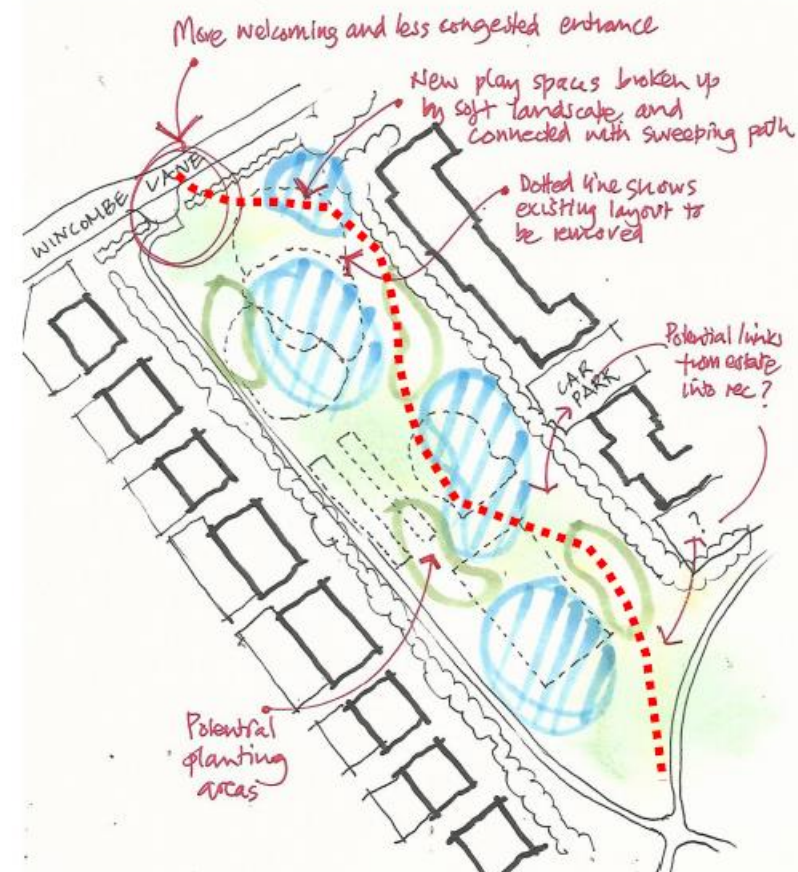 More welcoming and less congested entrance
New play spaces broken up
by soft landscape, and
connected with sweeping path
Dotted line shows
existing layout to
be removed
WINCOMBE LANE
CAR
PARK
Potential links
from estate
into rec?
?
Potential
planting
areas